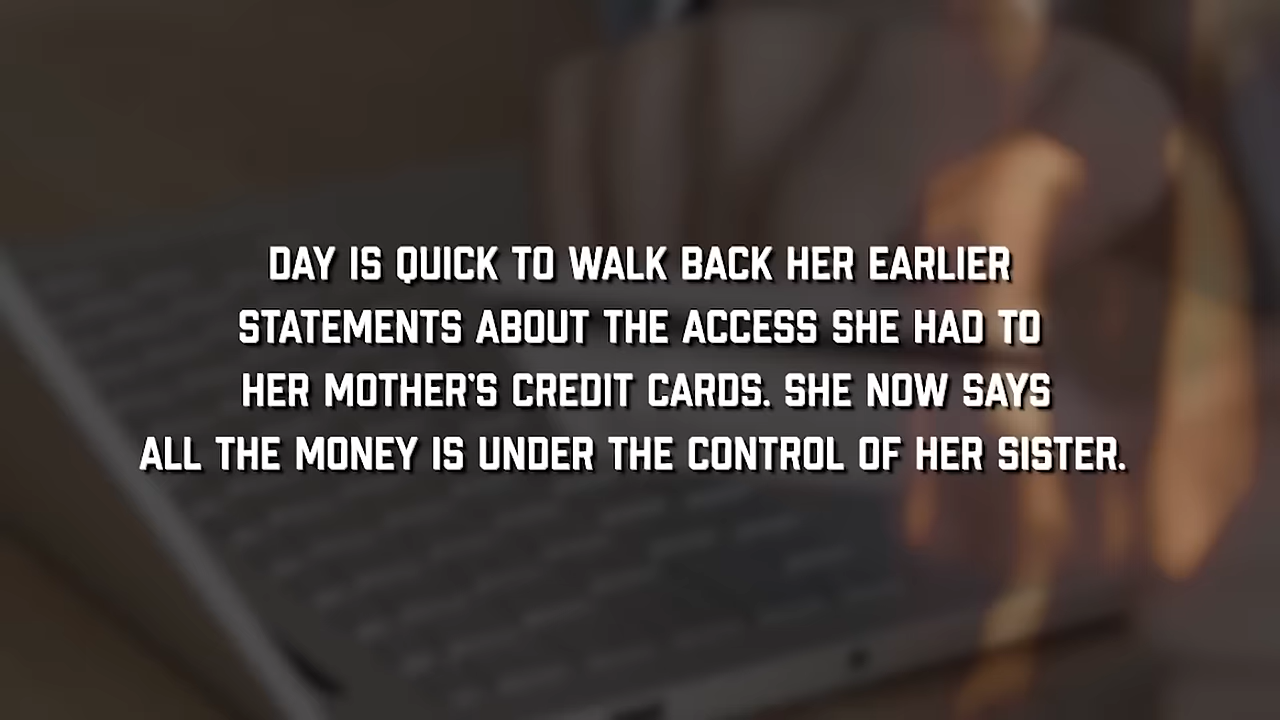 DAY IS QUICK TO WALK BACK HER EARLIER
STATEMENTS ABOUT THE ACCESS SHE HAD TO
HER MOTHER'S CREDIT CARDS. SHE NOW SAYS
ALL THE MONEY IS UNDER THE CONTROL OF HER SISTER.